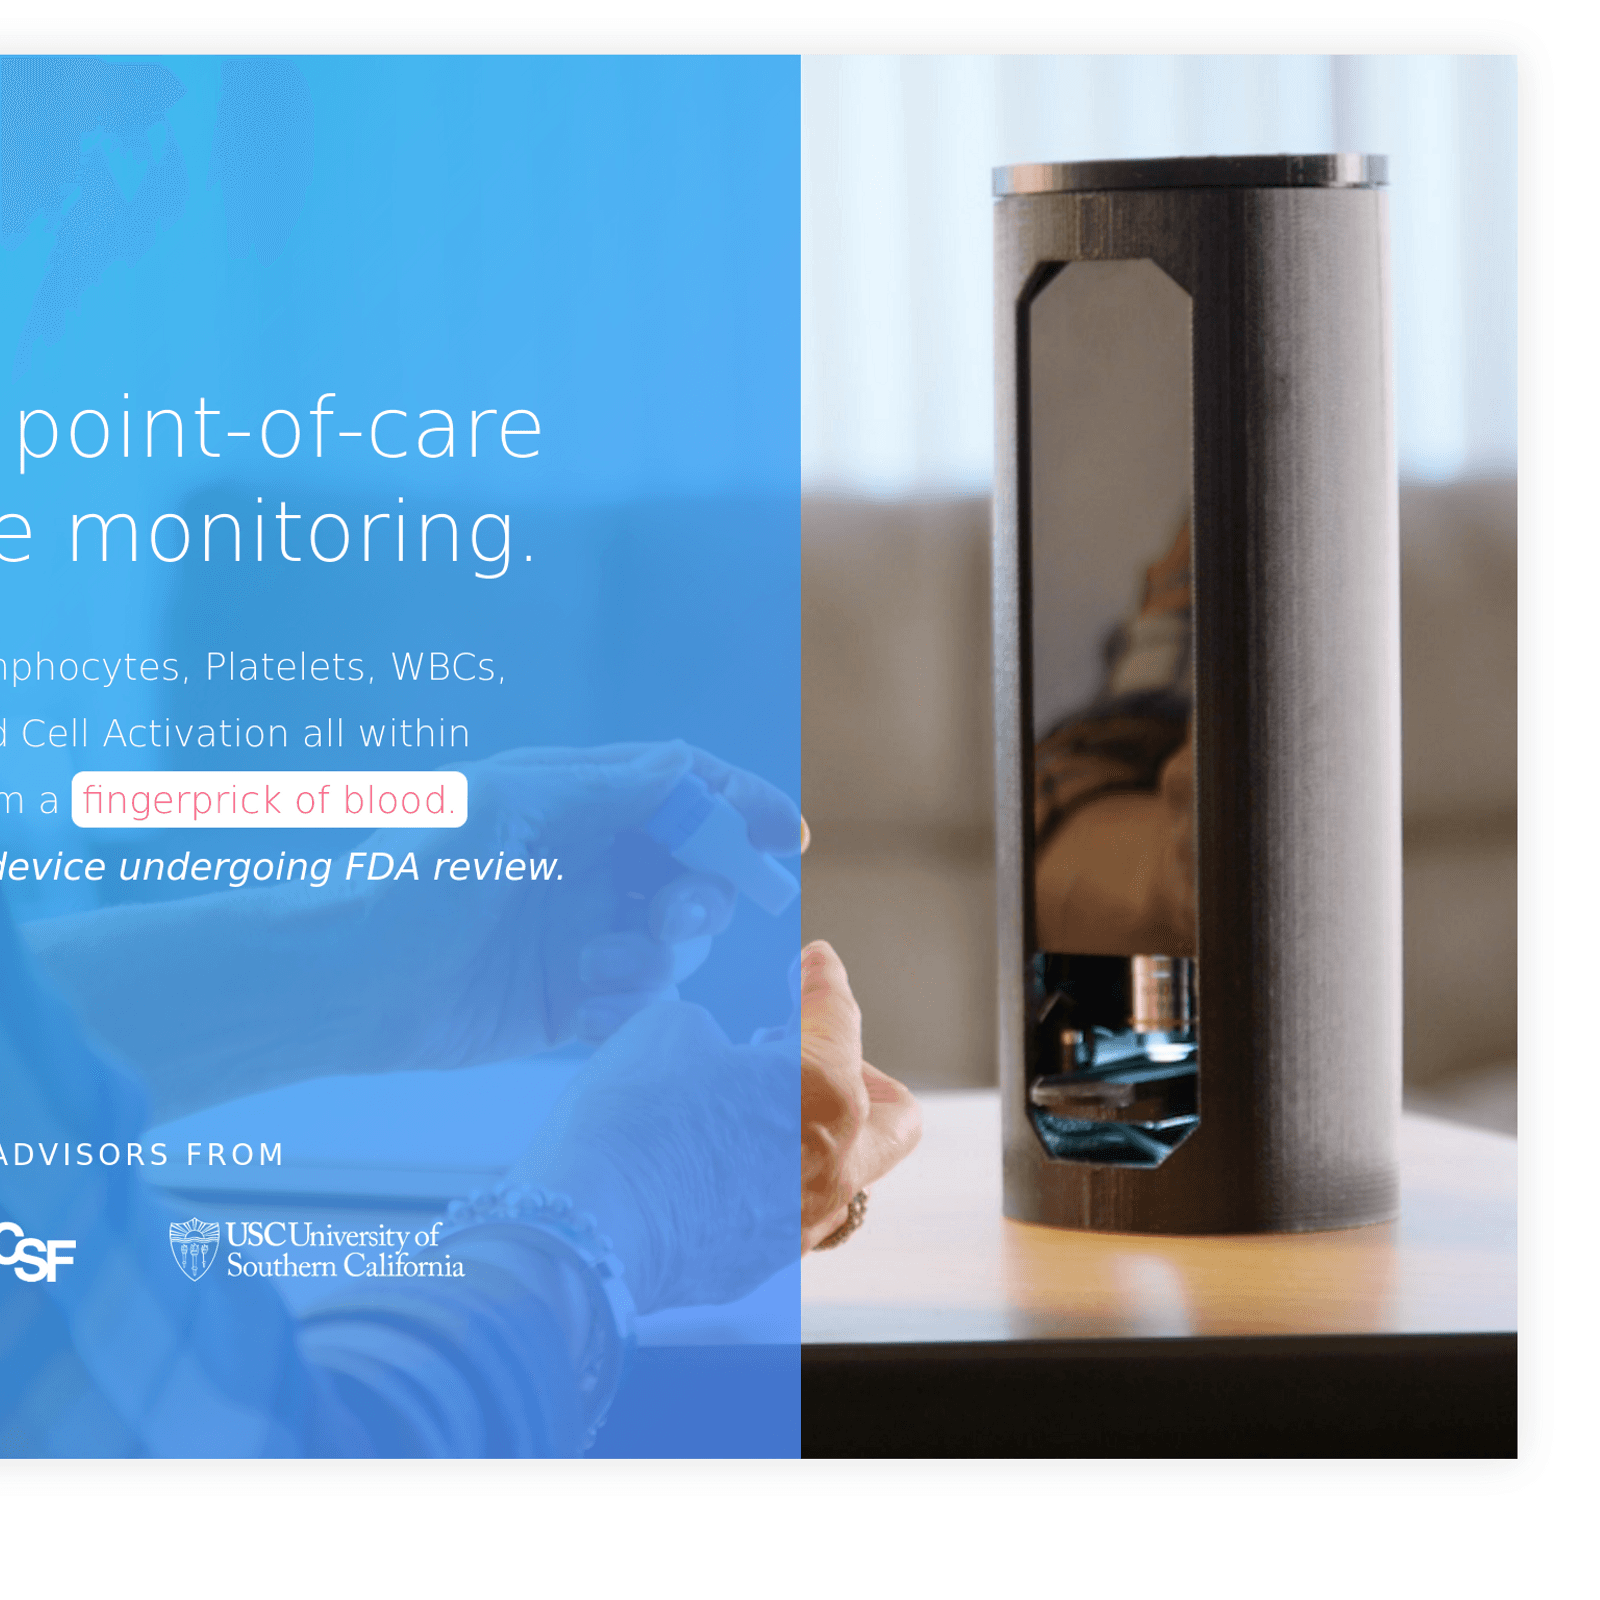 point-of-care
e monitoring.
nphocytes, Platelets, WBCs,
d Cell Activation all within
m a fingerprick of blood.
device undergoing FDA review.
ADVISORS FROM
CSF
USC University of
Southern California